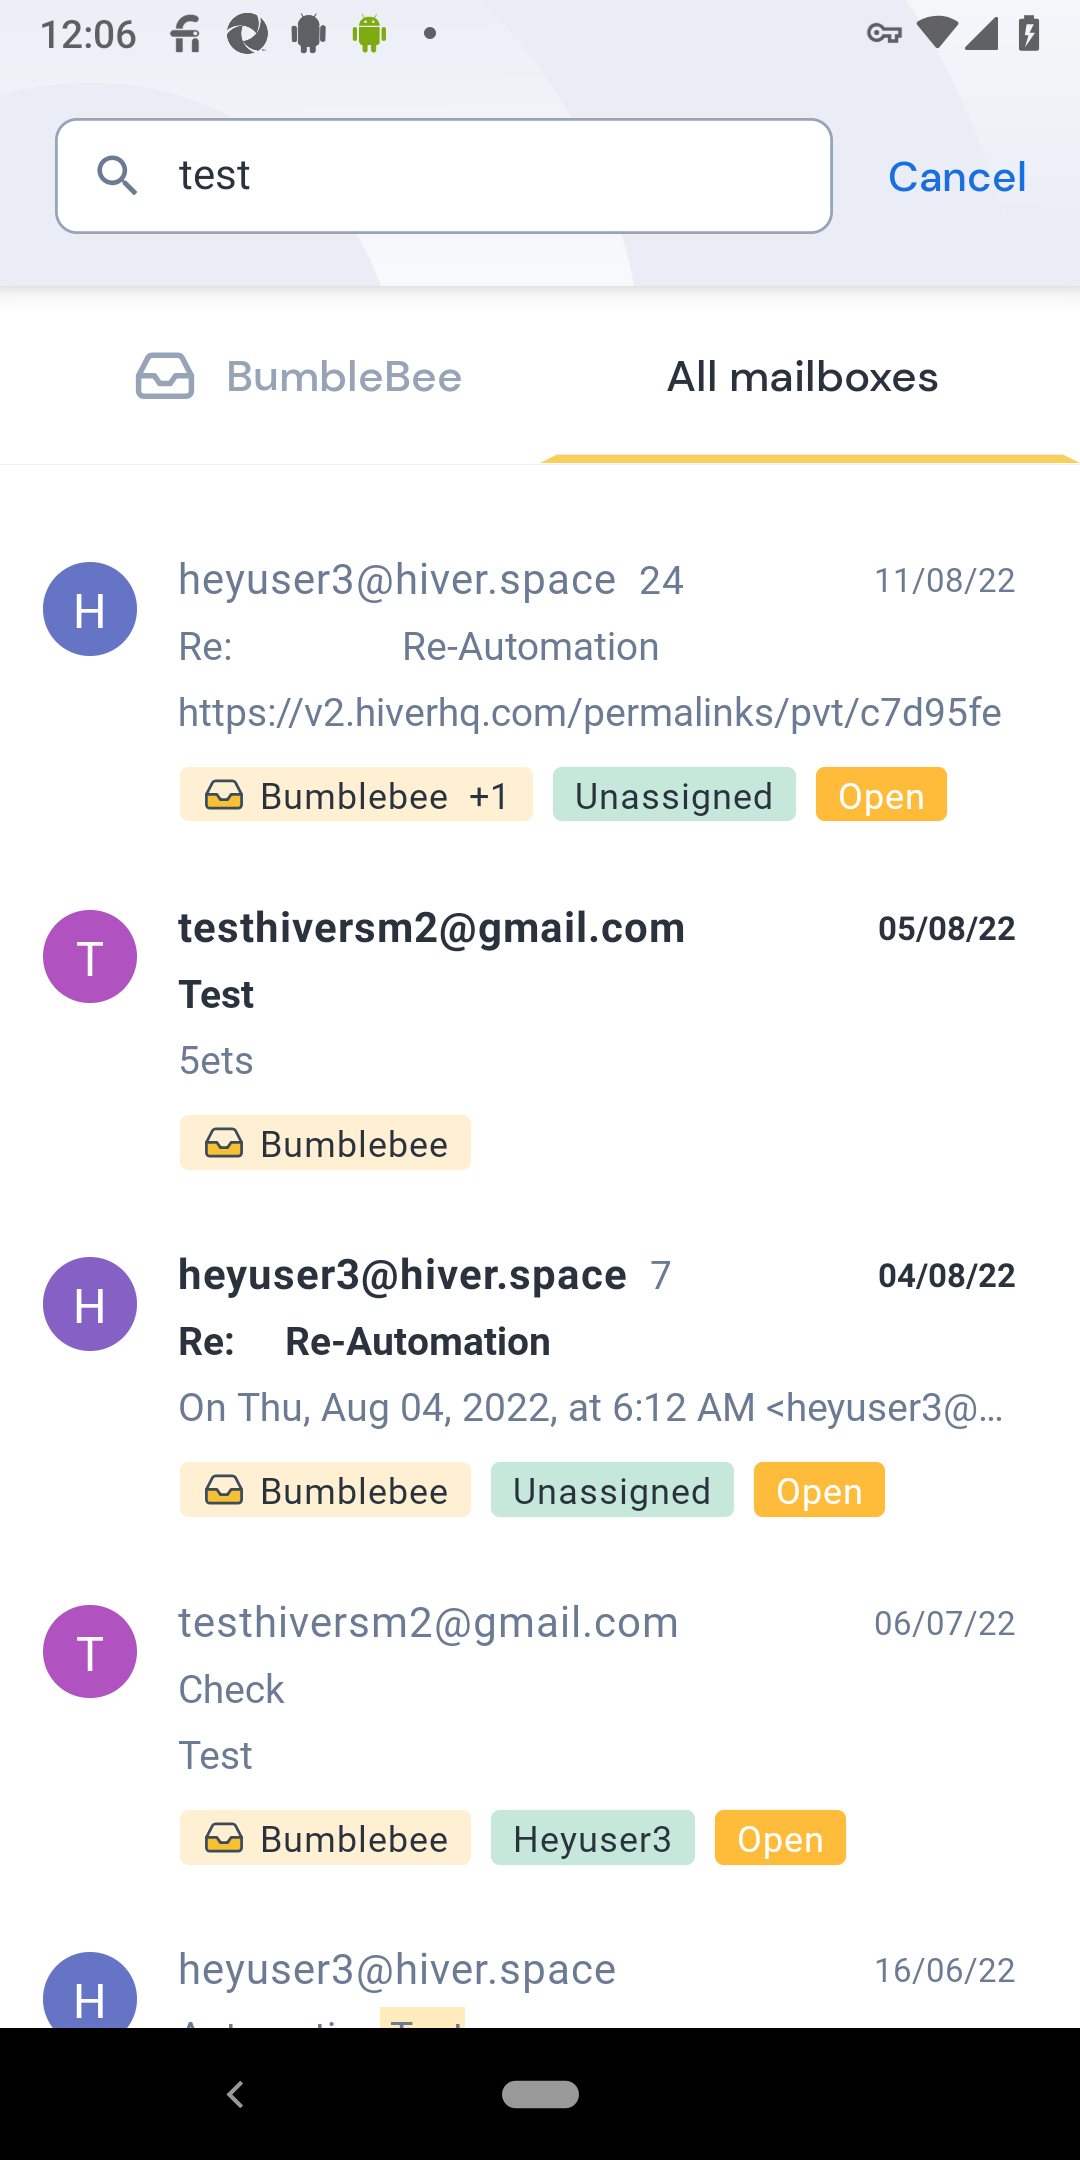 12:06
test
Cancel
BumbleBee
All mailboxes
H
heyuser3@hiver.space 24
11/08/22
Re: Re-Automation
https://v2.hiverhq.com/permalinks/pvt/c7d95fe
Bumblebee +1
Unassigned
Open
T
testhiversm2@gmail.com
05/08/22
Test
5ets
Bumblebee
H
heyuser3@hiver.space 7
04/08/22
Re: Re-Automation
On Thu, Aug 04, 2022, at 6:12 AM <heyuser3@...
Bumblebee
Unassigned
Open
T
testhiversm2@gmail.com
06/07/22
Check
Test
Bumblebee
Heyuser3
Open
H
heyuser3@hiver.space
16/06/22